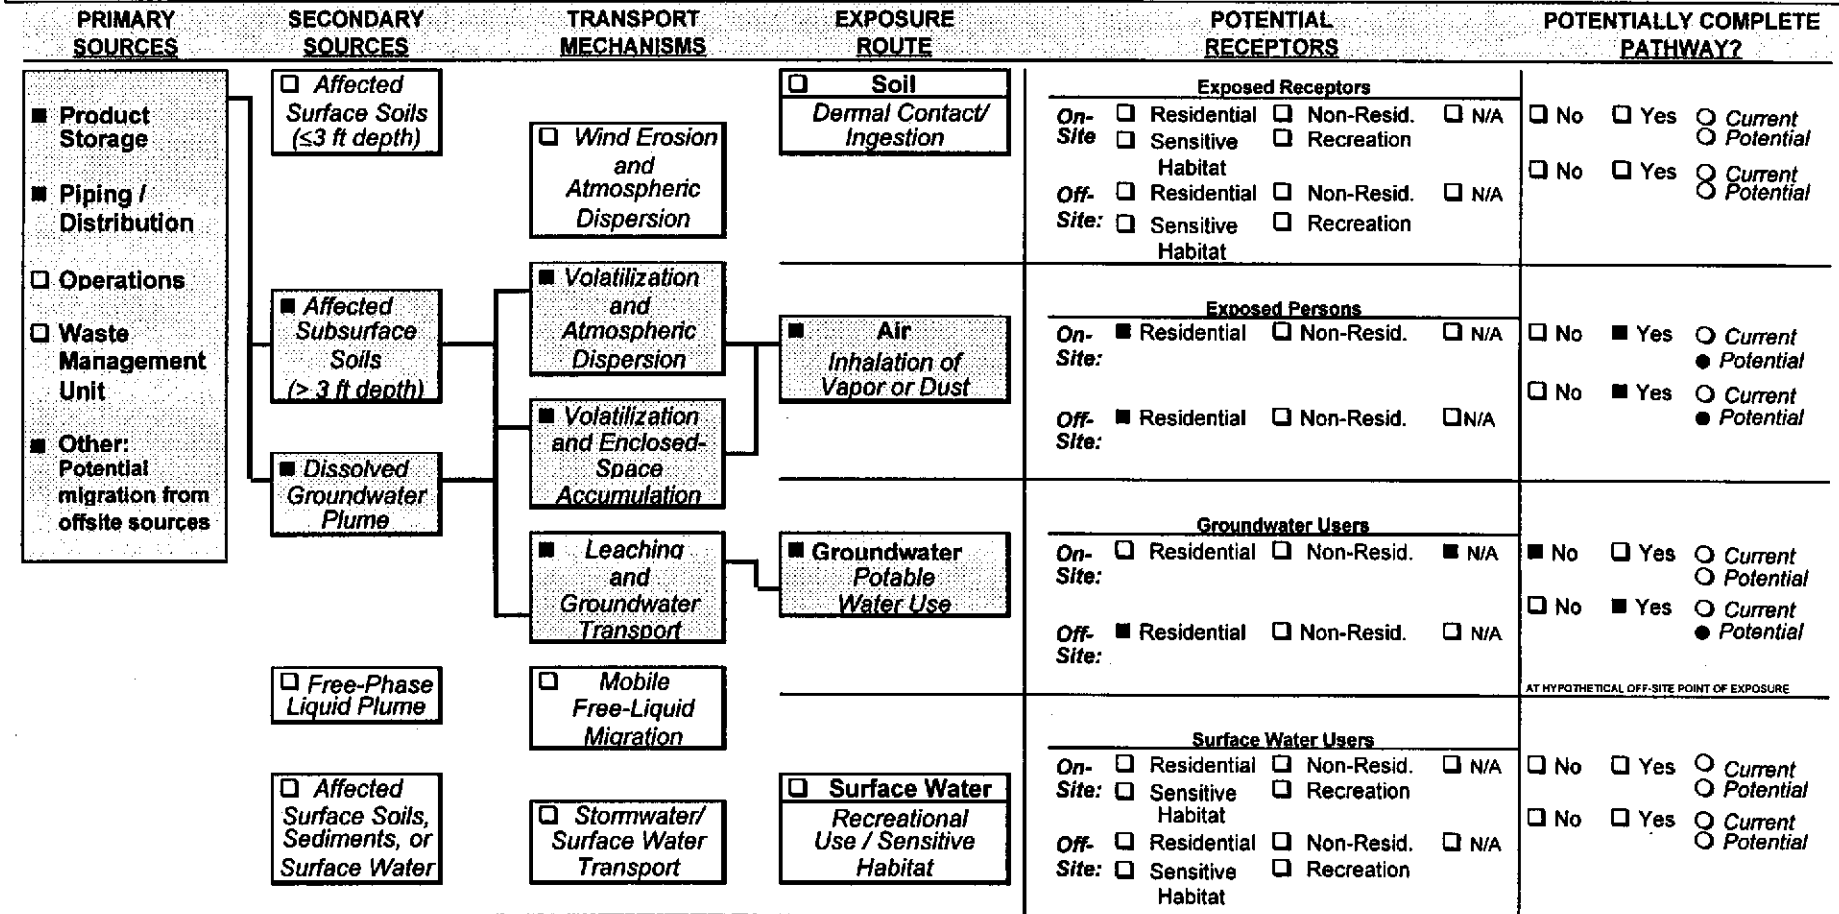 PRIMARY
SOURCES
SECONDARY
SOURCES
TRANSPORT
MECHANISMS
EXPOSURE
ROUTE
POTENTIAL
RECEPTORS
POTENTIALLY COMPLETE
PATHWAY?
■ Product
Storage
■ Piping /
Distribution
☐ Operations
☐ Waste
Management
Unit
■ Other:
Potential
migration from
offsite sources
☐ Affected
Surface Soils
(≤3 ft depth)
■ Affected
Subsurface
Soils
(> 3 ft depth)
■ Dissolved
Groundwater
Plume
☐ Free-Phase
Liquid Plume
☐ Affected
Surface Soils,
Sediments, or
Surface Water
☐ Wind Erosion
and
Atmospheric
Dispersion
■ Volatilization
and
Atmospheric
Dispersion
■ Volatilization
and Enclosed-
Space
Accumulation
■ Leaching
and
Groundwater
Transport
☐ Mobile
Free-Liquid
Migration
☐ Stormwater/
Surface Water
Transport
☐ Soil
Dermal Contact/
Ingestion
■ Air
Inhalation of
Vapor or Dust
■ Groundwater
Potable
Water Use
☐ Surface Water
Recreational
Use / Sensitive
Habitat
Exposed Receptors
On- ☐ Residential ☐ Non-Resid. ☐ N/A ☐ No ☐ Yes ○ Current
Site ☐ Sensitive ☐ Recreation ○ Potential
Habitat ☐ No ☐ Yes ○ Current
Off- ☐ Residential ☐ Non-Resid. ☐ N/A ○ Potential
Site: ☐ Sensitive ☐ Recreation
Habitat
Exposed Persons
On- ■ Residential ☐ Non-Resid. ☐ N/A ☐ No ■ Yes ○ Current
Site: ● Potential
☐ No ■ Yes ○ Current
Off- ■ Residential ☐ Non-Resid. ☐ N/A ● Potential
Site:
Groundwater Users
On- ☐ Residential ☐ Non-Resid. ■ N/A ■ No ☐ Yes ○ Current
Site: ○ Potential
☐ No ■ Yes ○ Current
Off- ■ Residential ☐ Non-Resid. ☐ N/A ● Potential
Site:
AT HYPOTHETICAL OFF-SITE POINT OF EXPOSURE
Surface Water Users
On- ☐ Residential ☐ Non-Resid. ☐ N/A ☐ No ☐ Yes ○ Current
Site: ☐ Sensitive ☐ Recreation ○ Potential
Habitat ☐ No ☐ Yes ○ Current
Off- ☐ Residential ☐ Non-Resid. ☐ N/A ○ Potential
Site: ☐ Sensitive ☐ Recreation
Habitat